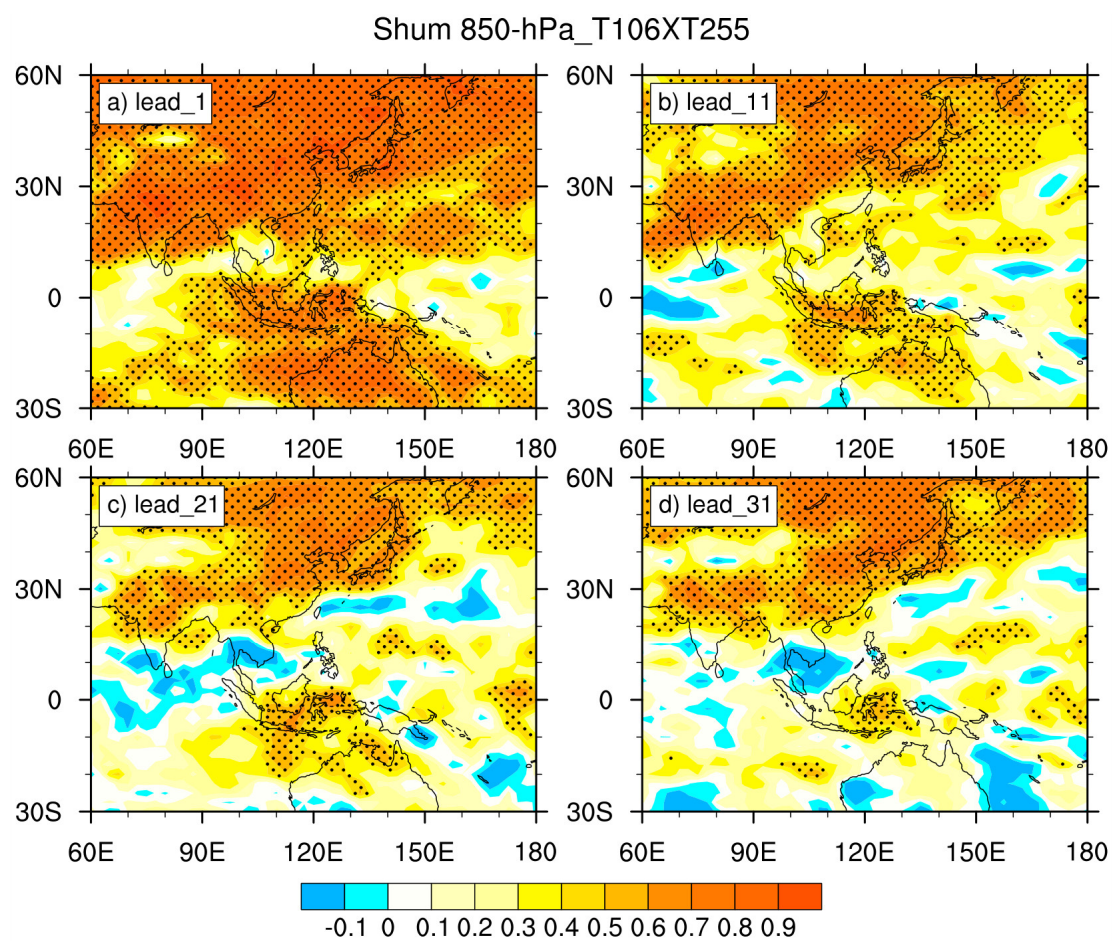 Shum 850-hPa_T106XT255
a) lead_1
60N
30N
0
30S
60E 90E 120E 150E 180
b) lead_11
60N
30N
0
30S
60E 90E 120E 150E 180
c) lead_21
60N
30N
0
30S
60E 90E 120E 150E 180
d) lead_31
60N
30N
0
30S
60E 90E 120E 150E 180
-0.1 0 0.1 0.2 0.3 0.4 0.5 0.6 0.7 0.8 0.9